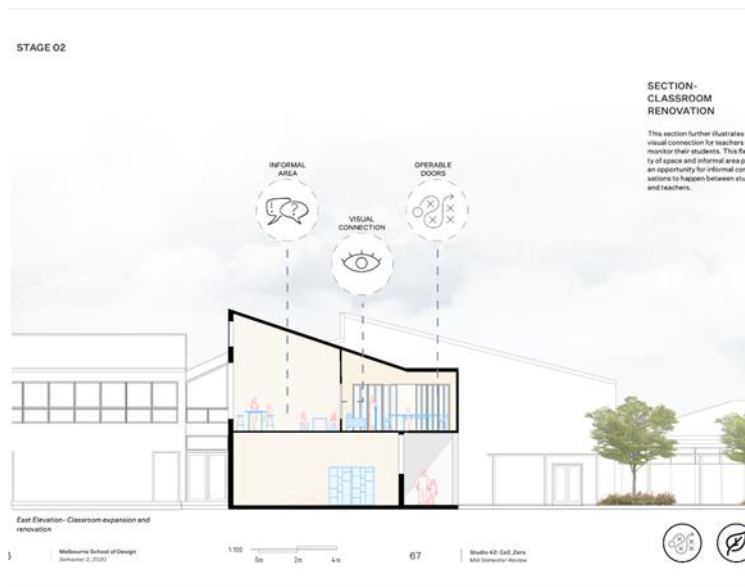 STAGE 02
SECTION-
CLASSROOM
RENOVATION
This section further illustrates
visual connection for teachers
monitor their students. This fle
ty of space and informal area p
an opportunity for informal con
sations to happen between stu
and teachers.
INFORMAL
AREA
VISUAL
CONNECTION
OPERABLE
DOORS
East Elevation- Classroom expansion and
renovation
Melbourne School of Design
Semester 2, 2020
1:100
0m 2m 4m
67
Studio 42: Co2_Zero
Mid Semester Review